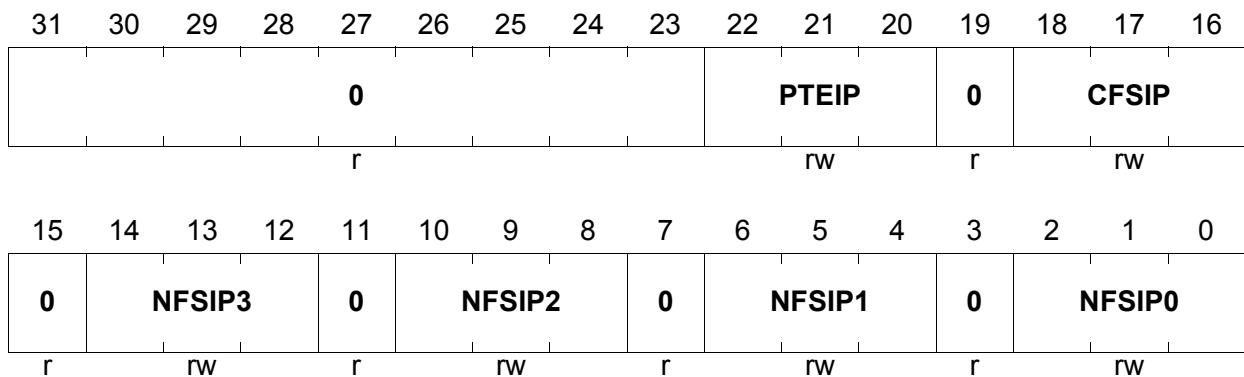 31 30 29 28 27 26 25 24 23 22 21 20 19 18 17 16
0 PTEIP 0 CFSIP
r rw r rw
15 14 13 12 11 10 9 8 7 6 5 4 3 2 1 0
0 NFSIP3 0 NFSIP2 0 NFSIP1 0 NFSIP0
r rw r rw r rw r rw